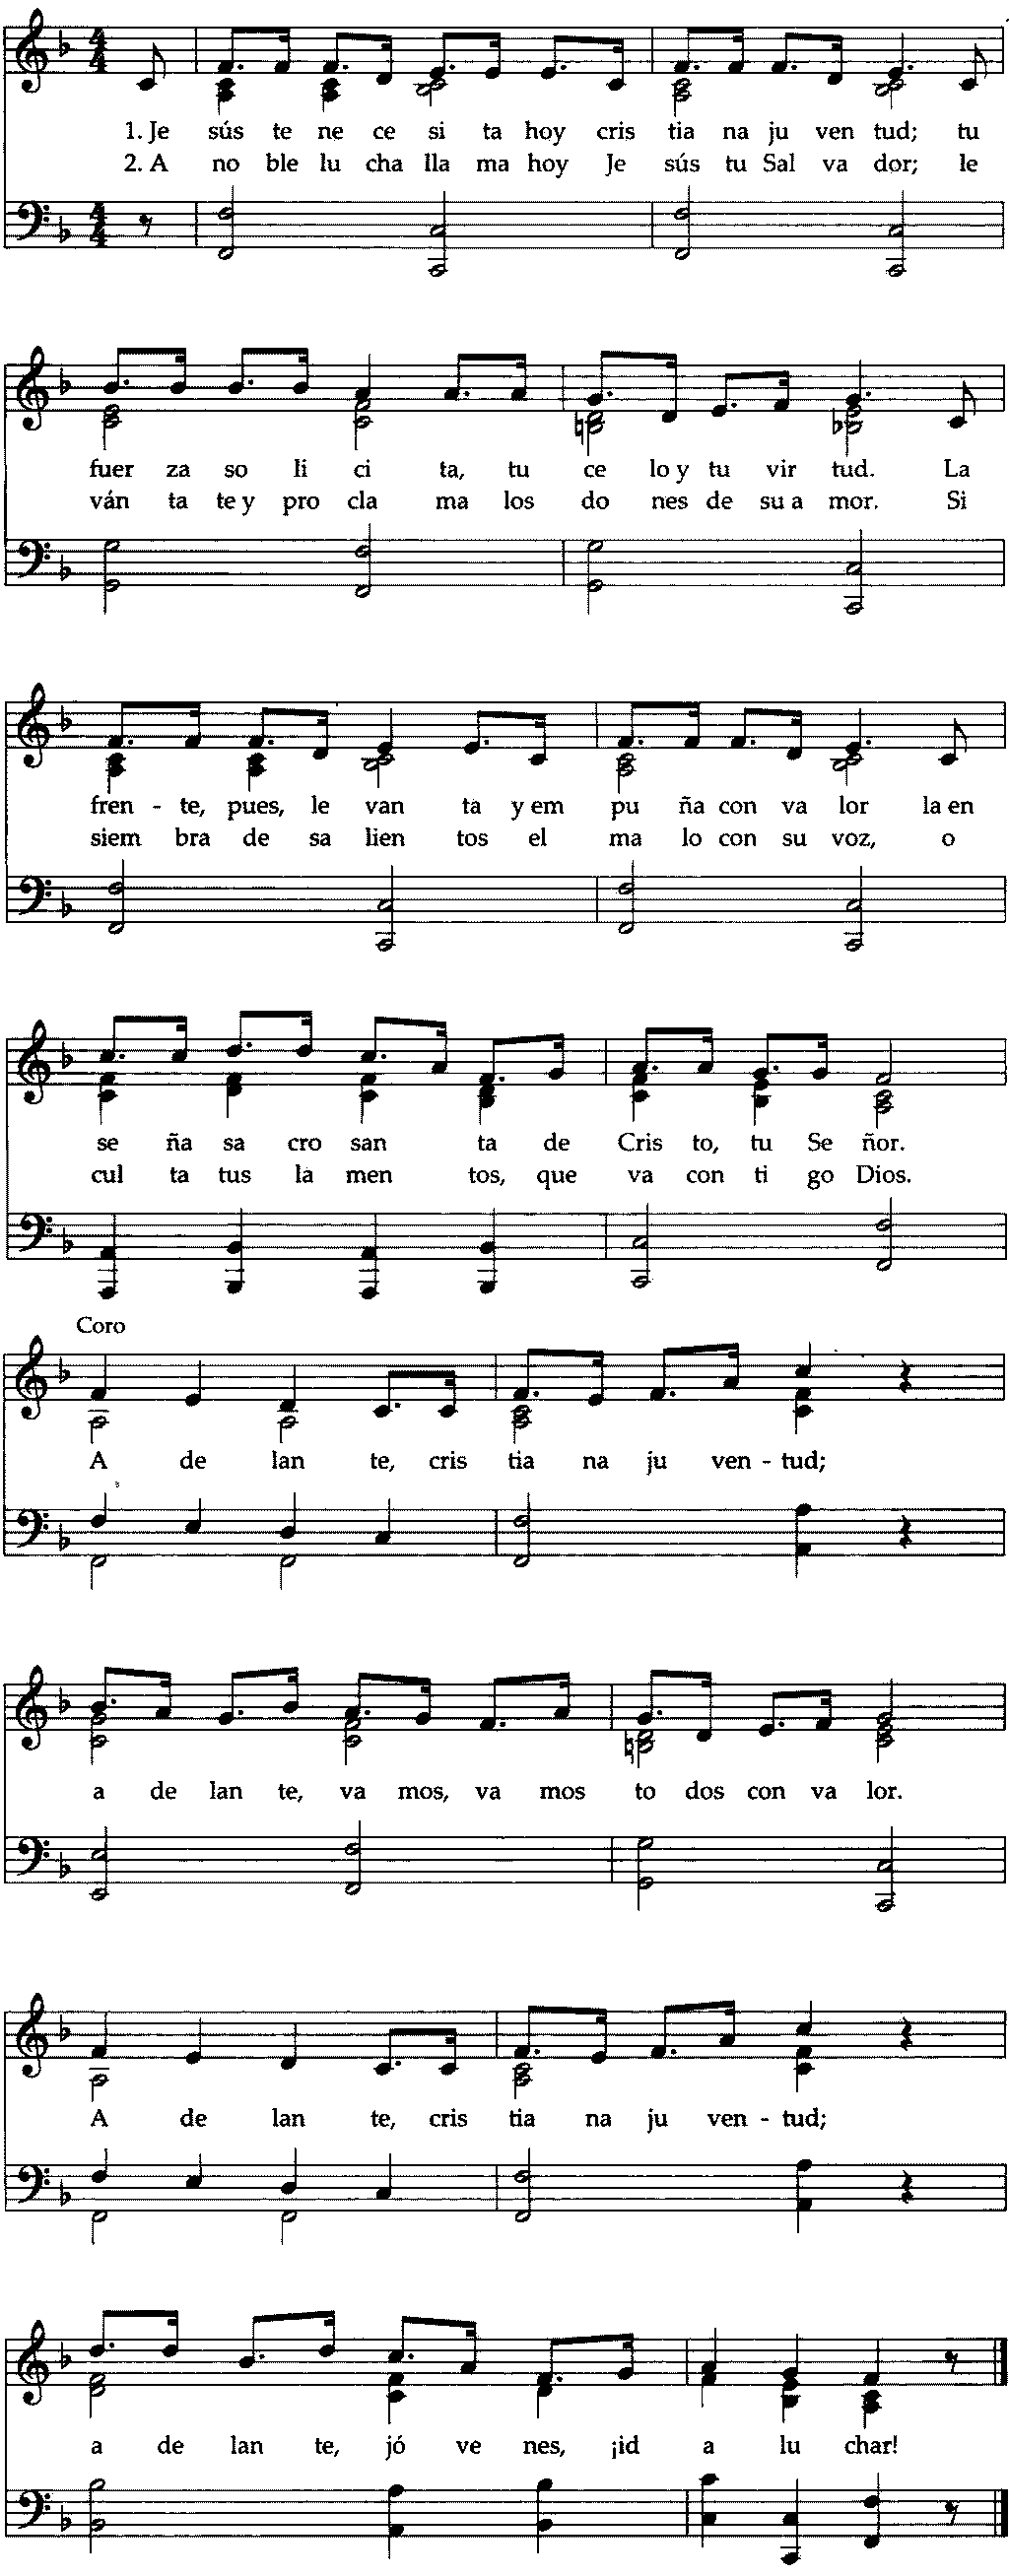 1. Je sús te ne ce si ta hoy cris tia na ju ven tud; tu
2. A no ble lu cha lla ma hoy Je sús tu Sal va dor; le
fuer za so li ci ta, tu ce lo y tu vir tud. La
ván ta te y pro cla ma los do nes de su a mor. Si
fren - te, pues, le van ta y em pu ña con va lor la en
siem bra de sa lien tos el ma lo con su voz, o
se ña sa cro san ta de Cris to, tu Se ñor.
cul ta tus la men tos, que va con ti go Dios.
Coro
A de lan te, cris tia na ju ven - tud;
a de lan te, va mos, va mos to dos con va lor.
A de lan te, cris tia na ju ven - tud;
a de lan te, jó ve nes, ¡id a lu char!